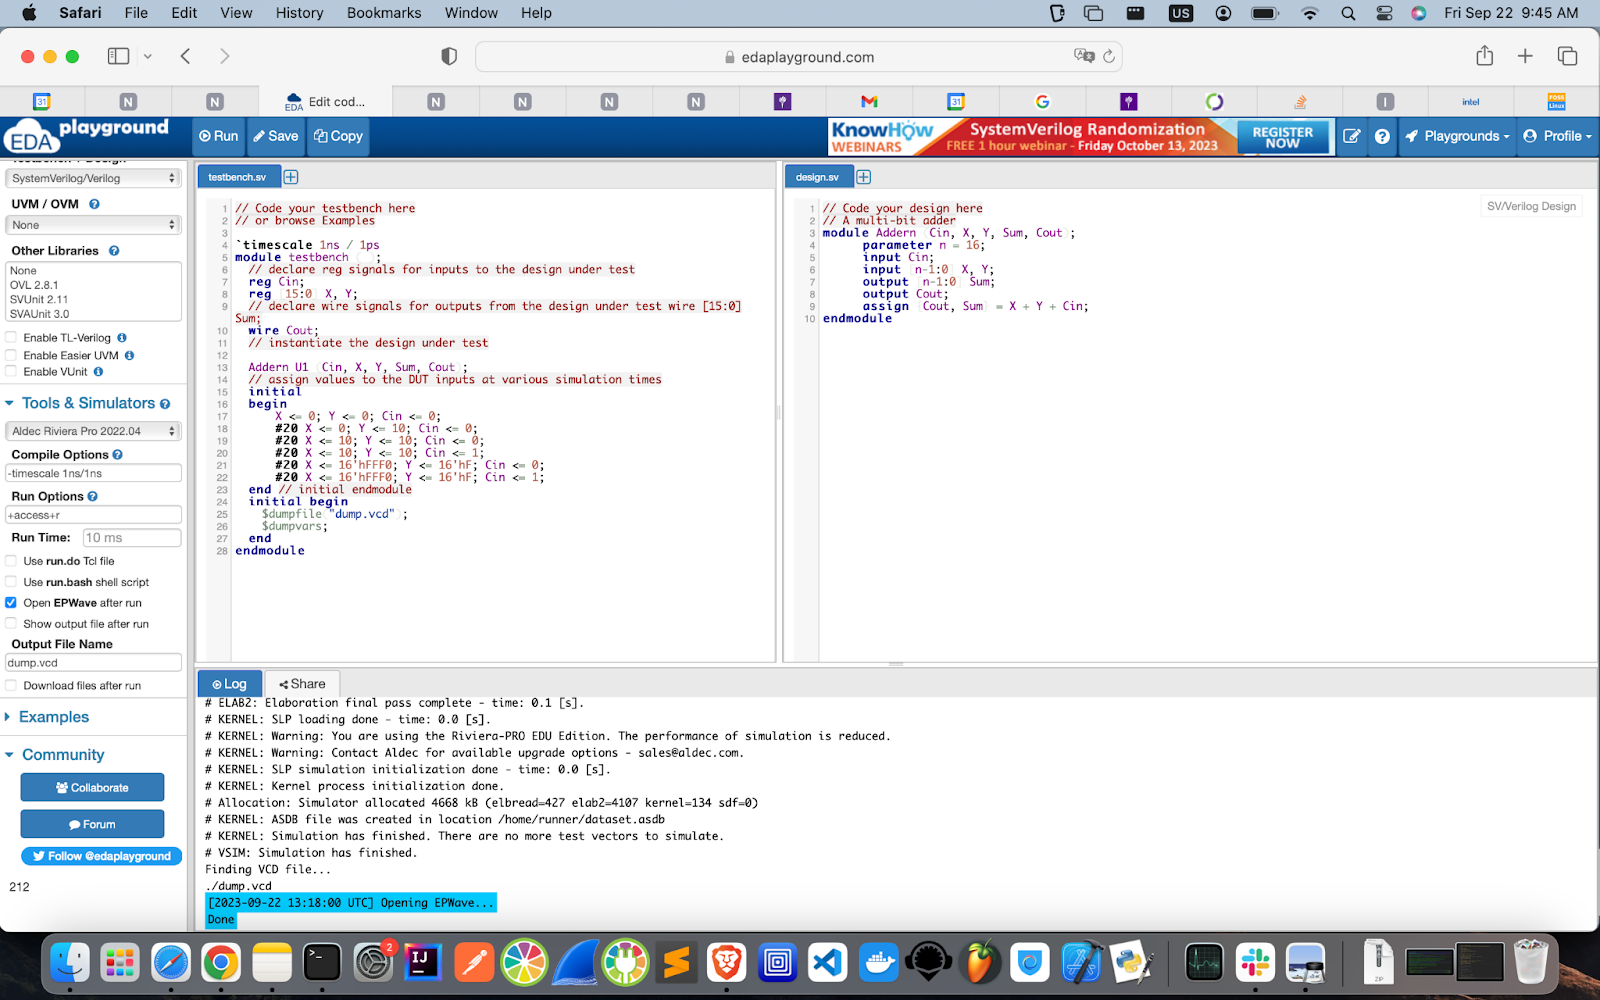 Safari File Edit View History Bookmarks Window Help US Fri Sep 22 9:45 AM
edaplayground.com
31 N N EDA Edit cod... N N N N 31 G I intel FOSS Linux
EDA playground Run Save Copy KnowHow WEBINARS SystemVerilog Randomization FREE 1 hour webinar - Friday October 13, 2023 REGISTER NOW Playgrounds Profile
Testbench + Design
SystemVerilog/Verilog
UVM / OVM
None
Other Libraries
None
OVL 2.8.1
SVUnit 2.11
SVAUnit 3.0
Enable TL-Verilog
Enable Easier UVM
Enable VUnit
Tools & Simulators
Aldec Riviera Pro 2022.04
Compile Options
-timescale 1ns/1ns
Run Options
+access+r
Run Time: 10 ms
Use run.do Tcl file
Use run.bash shell script
Open EPWave after run
Show output file after run
Output File Name
dump.vcd
Download files after run
Examples
Community
Collaborate
Forum
Follow @edaplayground
212
testbench.sv
1 // Code your testbench here
2 // or browse Examples
3
4 `timescale 1ns / 1ps
5 module testbench ;
6 // declare reg signals for inputs to the design under test
7 reg Cin;
8 reg 15:0 X, Y;
9 // declare wire signals for outputs from the design under test wire [15:0]
Sum;
10 wire Cout;
11 // instantiate the design under test
12
13 Addern U1 Cin, X, Y, Sum, Cout ;
14 // assign values to the DUT inputs at various simulation times
15 initial
16 begin
17 X <= 0; Y <= 0; Cin <= 0;
18 #20 X <= 0; Y <= 10; Cin <= 0;
19 #20 X <= 10; Y <= 10; Cin <= 0;
20 #20 X <= 10; Y <= 10; Cin <= 1;
21 #20 X <= 16'hFFF0; Y <= 16'hF; Cin <= 0;
22 #20 X <= 16'hFFF0; Y <= 16'hF; Cin <= 1;
23 end // initial endmodule
24 initial begin
25 $dumpfile "dump.vcd" ;
26 $dumpvars;
27 end
28 endmodule
design.sv
SV/Verilog Design
1 // Code your design here
2 // A multi-bit adder
3 module Addern Cin, X, Y, Sum, Cout ;
4 parameter n = 16;
5 input Cin;
6 input n-1:0 X, Y;
7 output n-1:0 Sum;
8 output Cout;
9 assign Cout, Sum = X + Y + Cin;
10 endmodule
Log Share
# ELAB2: Elaboration final pass complete - time: 0.1 [s].
# KERNEL: SLP loading done - time: 0.0 [s].
# KERNEL: Warning: You are using the Riviera-PRO EDU Edition. The performance of simulation is reduced.
# KERNEL: Warning: Contact Aldec for available upgrade options - sales@aldec.com.
# KERNEL: SLP simulation initialization done - time: 0.0 [s].
# KERNEL: Kernel process initialization done.
# Allocation: Simulator allocated 4668 kB (elbread=427 elab2=4107 kernel=134 sdf=0)
# KERNEL: ASDB file was created in location /home/runner/dataset.asdb
# KERNEL: Simulation has finished. There are no more test vectors to simulate.
# VSIM: Simulation has finished.
Finding VCD file...
./dump.vcd
[2023-09-22 13:18:00 UTC] Opening EPWave...
Done
2
IJ
ZIP